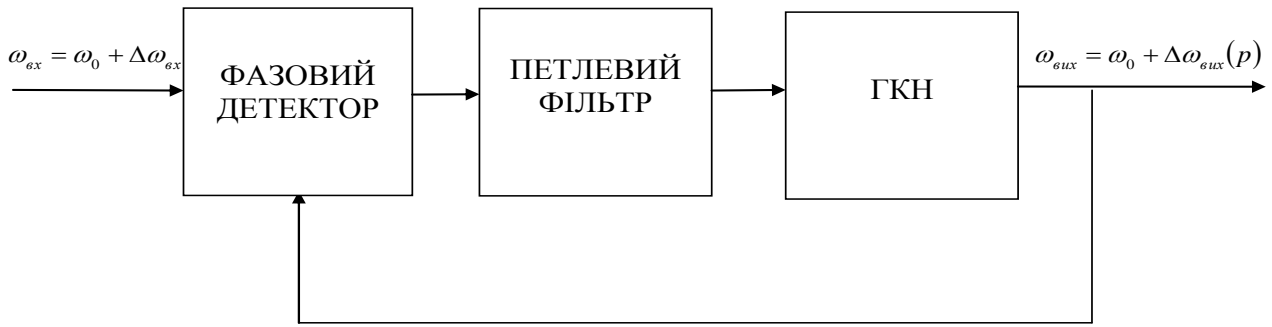 ω_вх = ω_0 + Δω_вх
ФАЗОВИЙ
ДЕТЕКТОР
ПЕТЛЕВИЙ
ФІЛЬТР
ГКН
ω_вих = ω_0 + Δω_вих(p)